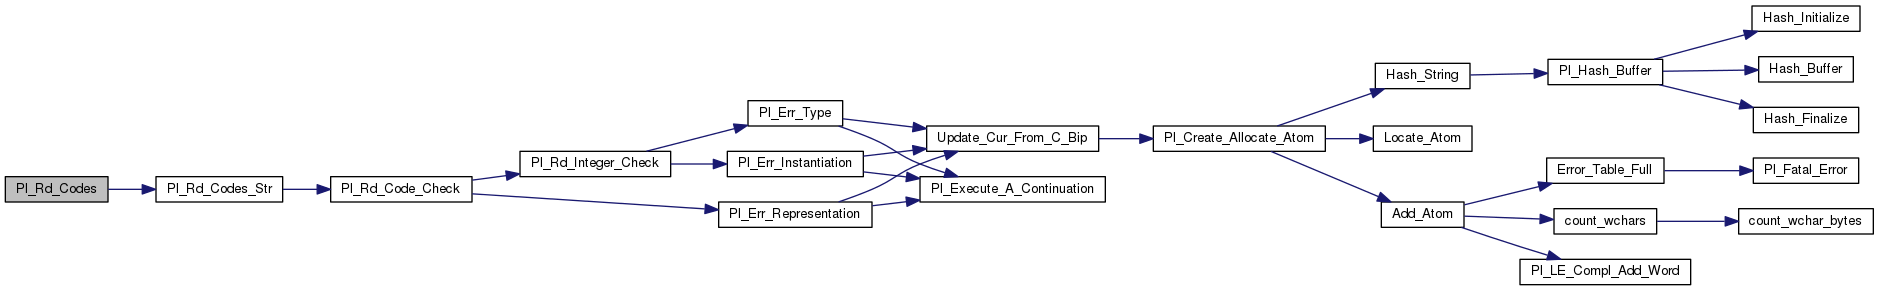 Pl_Rd_Codes
Pl_Rd_Codes_Str
Pl_Rd_Code_Check
Pl_Rd_Integer_Check
Pl_Err_Type
Pl_Err_Instantiation
Pl_Err_Representation
Update_Cur_From_C_Bip
Pl_Execute_A_Continuation
Pl_Create_Allocate_Atom
Hash_String
Locate_Atom
Add_Atom
Pl_Hash_Buffer
Hash_Initialize
Hash_Buffer
Hash_Finalize
Error_Table_Full
Pl_Fatal_Error
count_wchars
count_wchar_bytes
Pl_LE_Compl_Add_Word